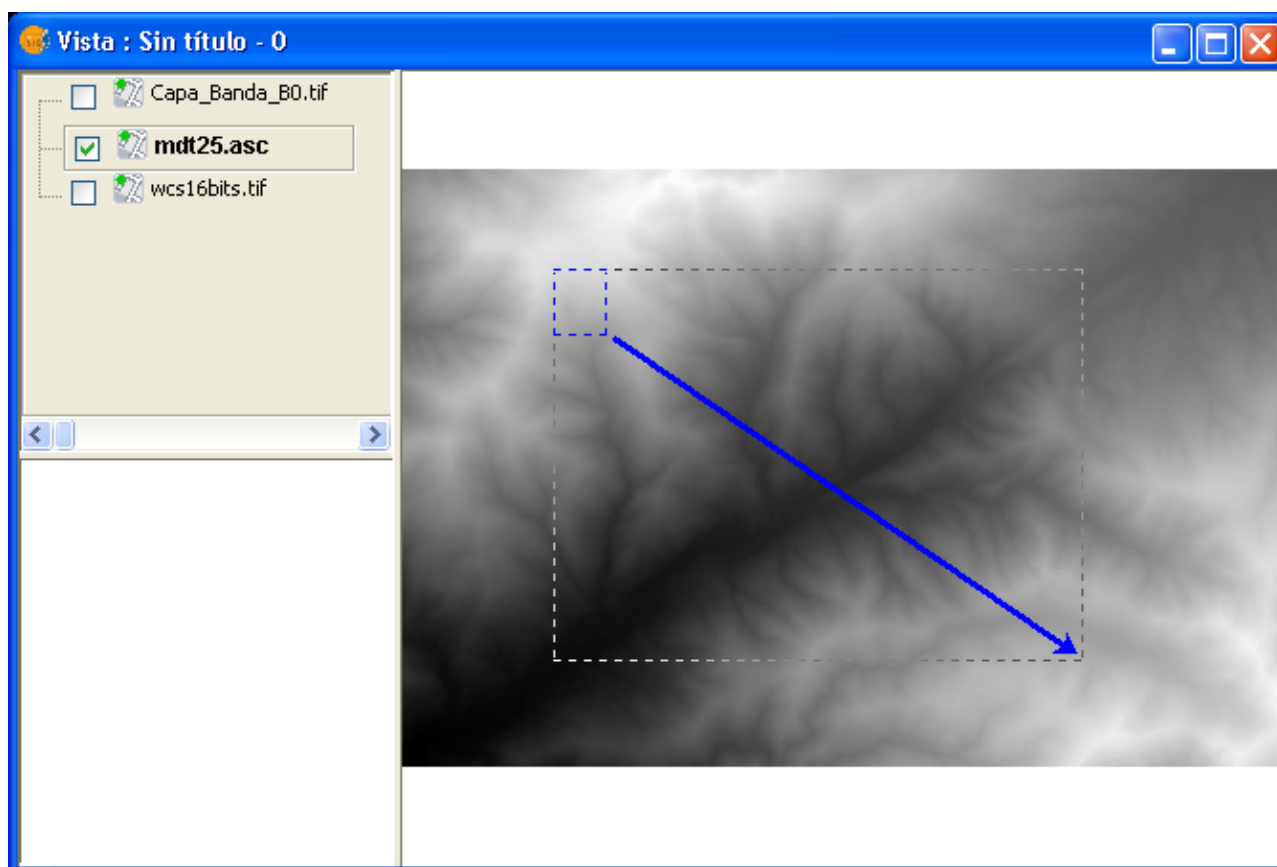 Vista : Sin título - 0
Capa_Banda_B0.tif
mdt25.asc
wcs16bits.tif